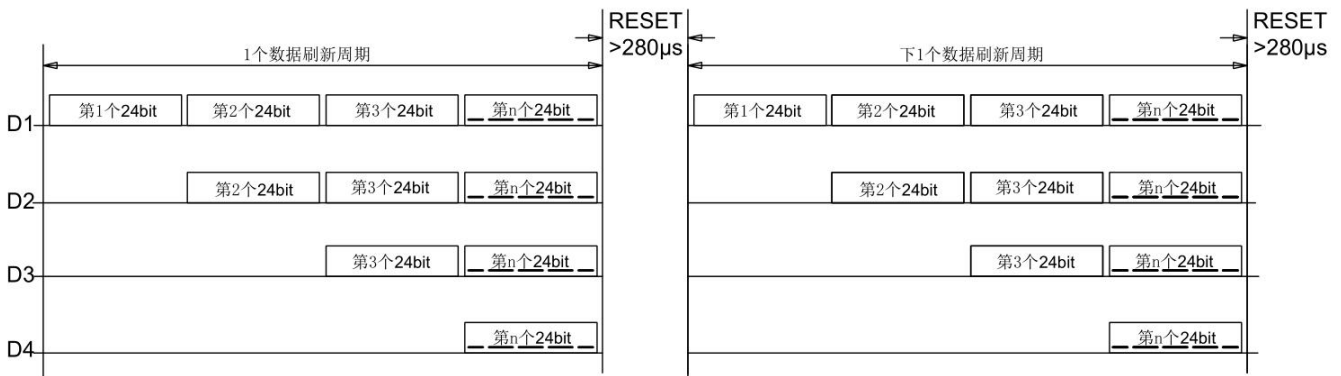 RESET
>280μs
RESET
>280μs
1个数据刷新周期
下1个数据刷新周期
D1
第1个24bit
第2个24bit
第3个24bit
第n个24bit
第1个24bit
第2个24bit
第3个24bit
第n个24bit
D2
第2个24bit
第3个24bit
第n个24bit
第2个24bit
第3个24bit
第n个24bit
D3
第3个24bit
第n个24bit
第3个24bit
第n个24bit
D4
第n个24bit
第n个24bit